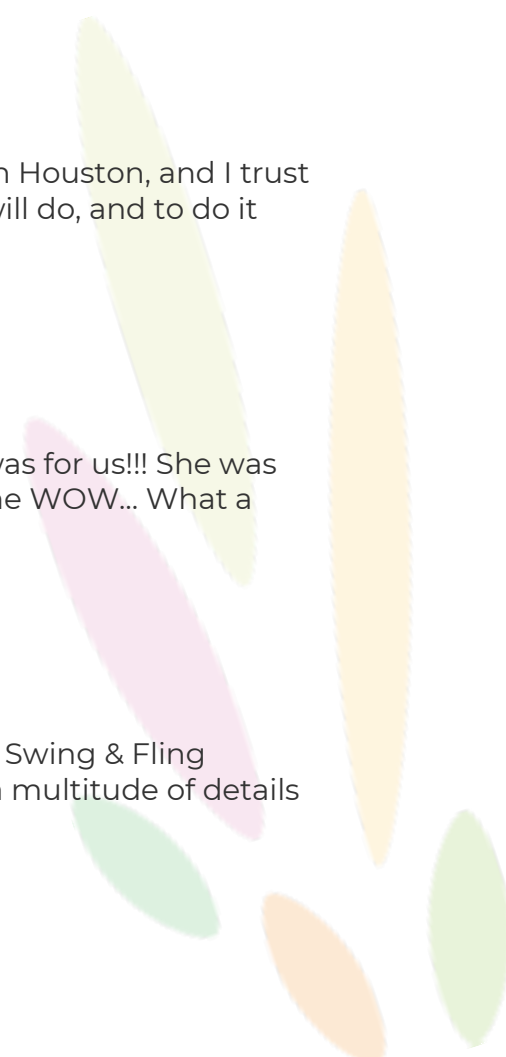 Houston, and I trust
will do, and to do it
was for us!!! She was
WOW... What a
Swing & Fling
multitude of details